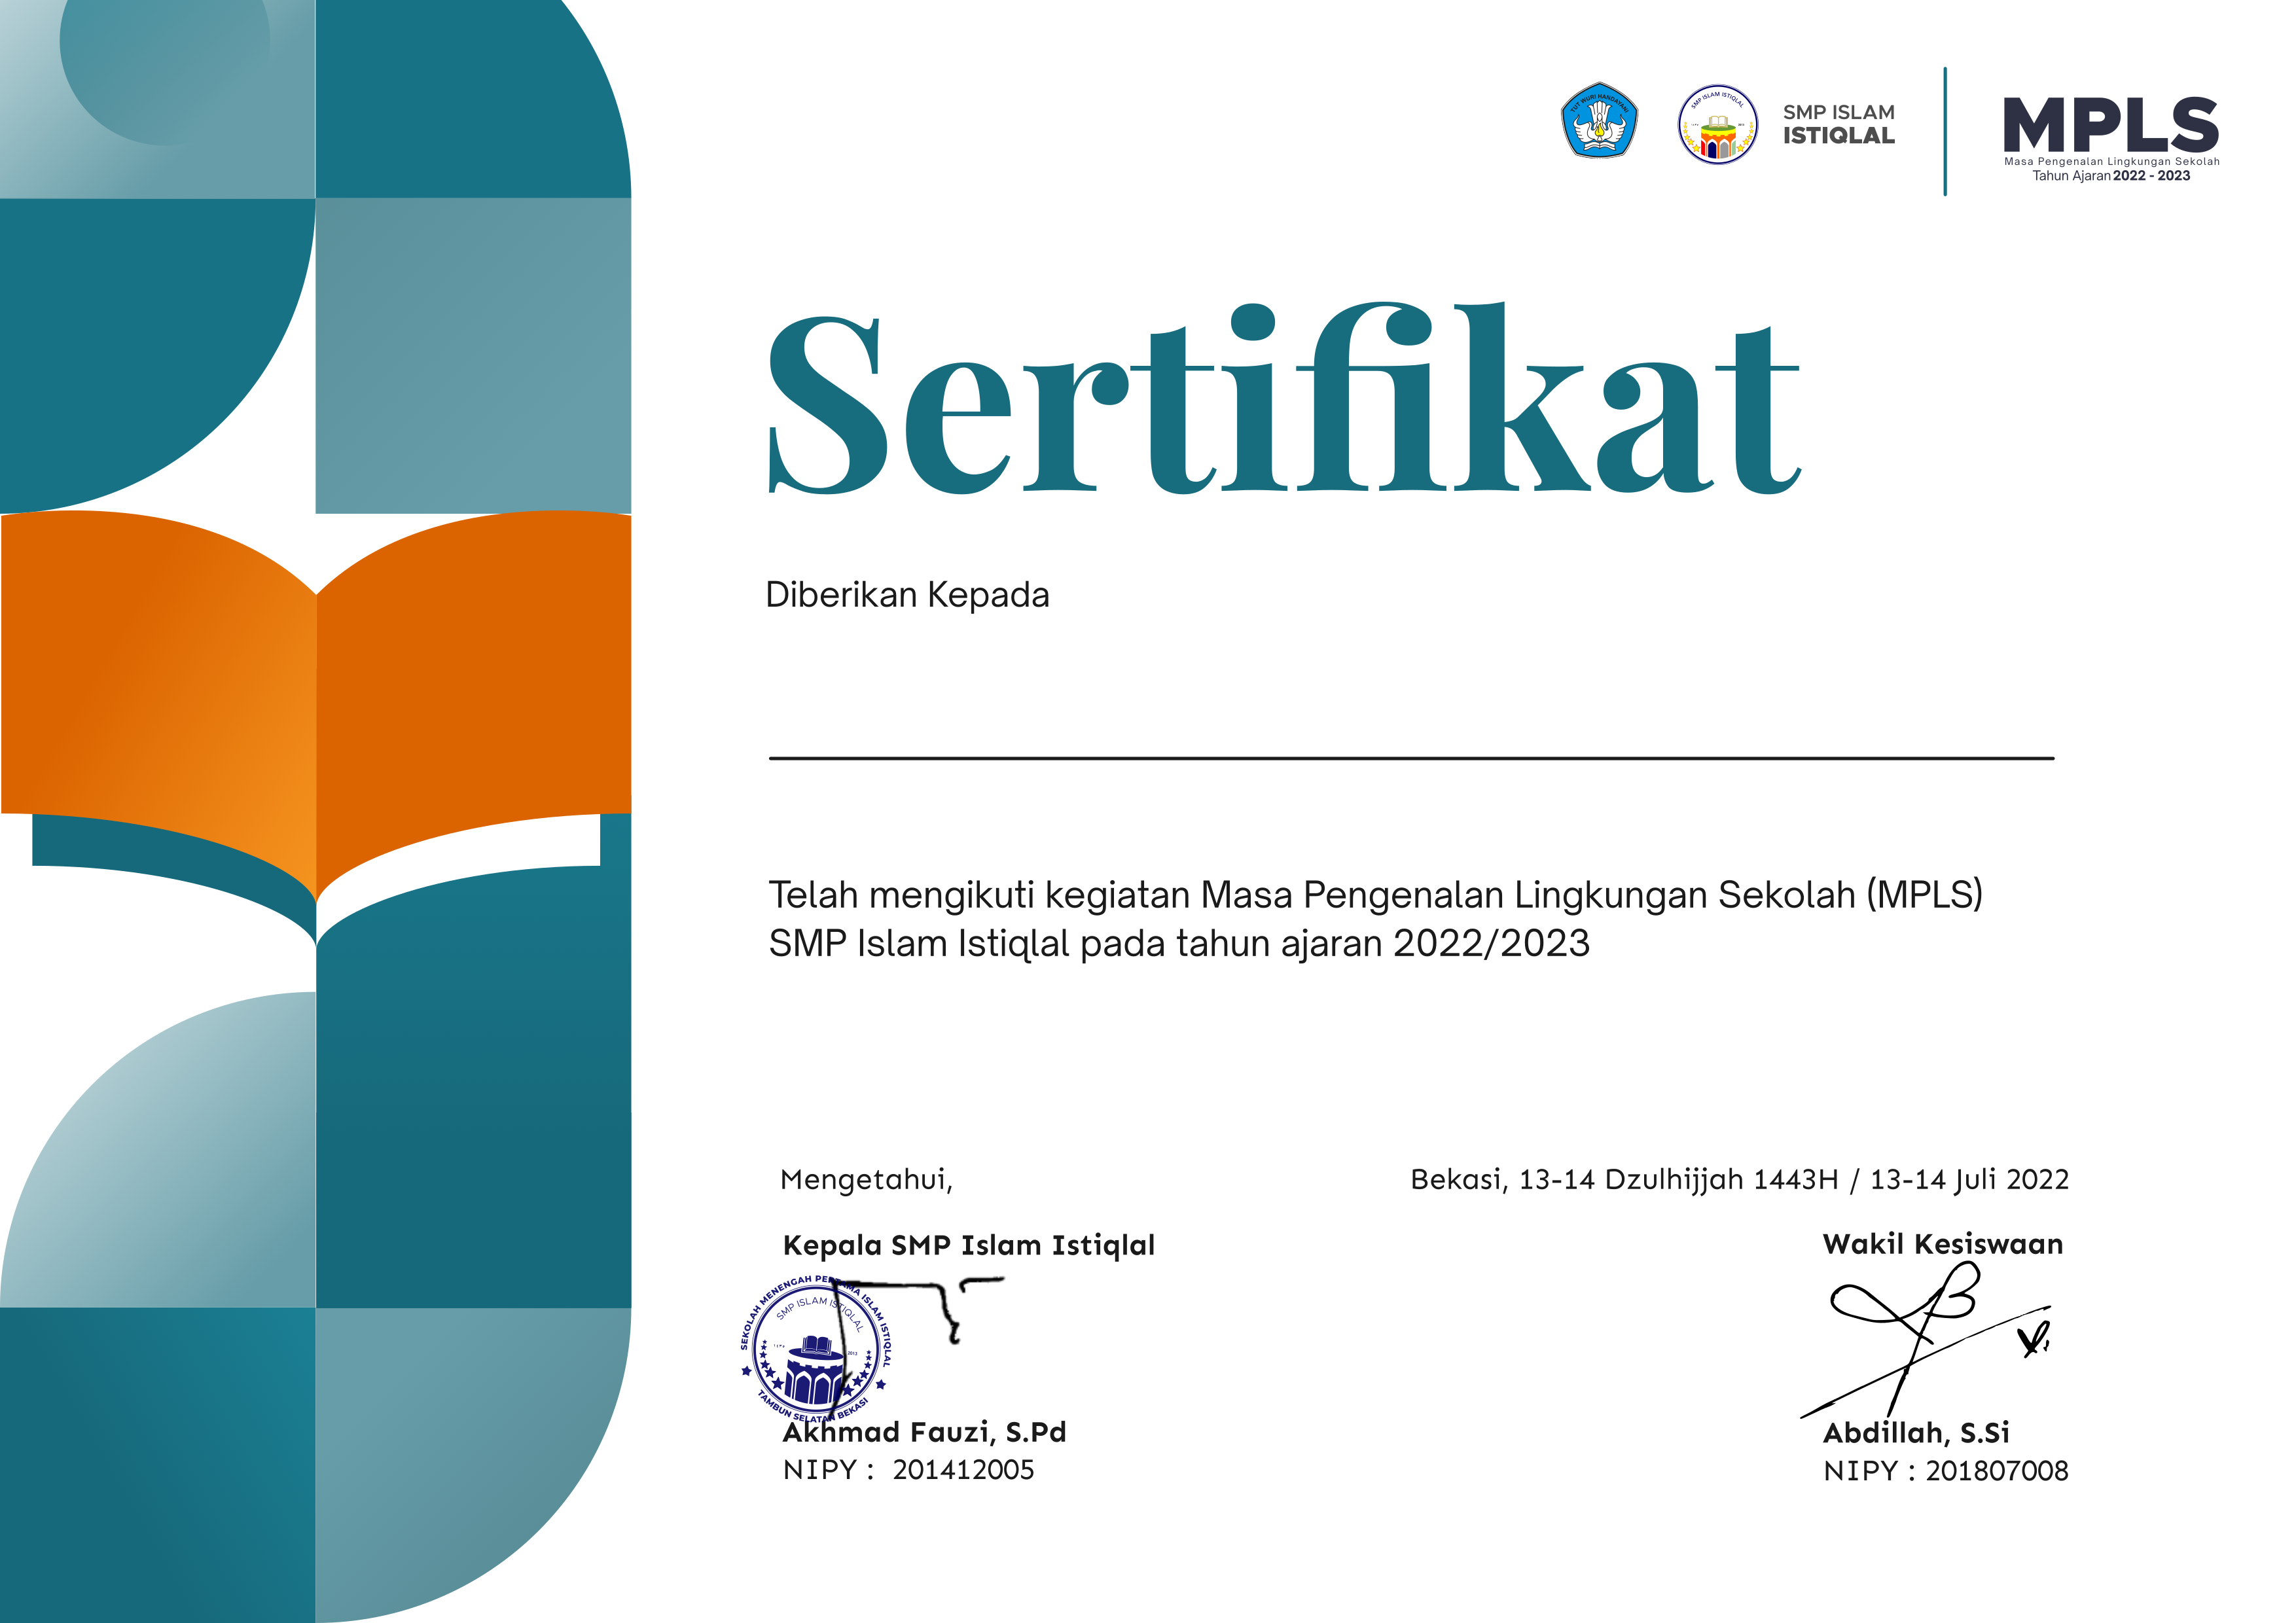 TUT WURI HANDAYANI
SMP ISLAM ISTIQLAL
2013
SMP ISLAM
ISTIQLAL
MPLS
Masa Pengenalan Lingkungan Sekolah
Tahun Ajaran 2022 - 2023
Sertifikat
Diberikan Kepada
Telah mengikuti kegiatan Masa Pengenalan Lingkungan Sekolah (MPLS)
SMP Islam Istiqlal pada tahun ajaran 2022/2023
Mengetahui,
Bekasi, 13-14 Dzulhijjah 1443H / 13-14 Juli 2022
Kepala SMP Islam Istiqlal
Wakil Kesiswaan
SEKOLAH MENENGAH PERTAMA ISLAM ISTIQLAL
SMP ISLAM ISTIQLAL
2013
TAMBUN SELATAN BEKASI
Akhmad Fauzi, S.Pd
NIPY : 201412005
Abdillah, S.Si
NIPY : 201807008